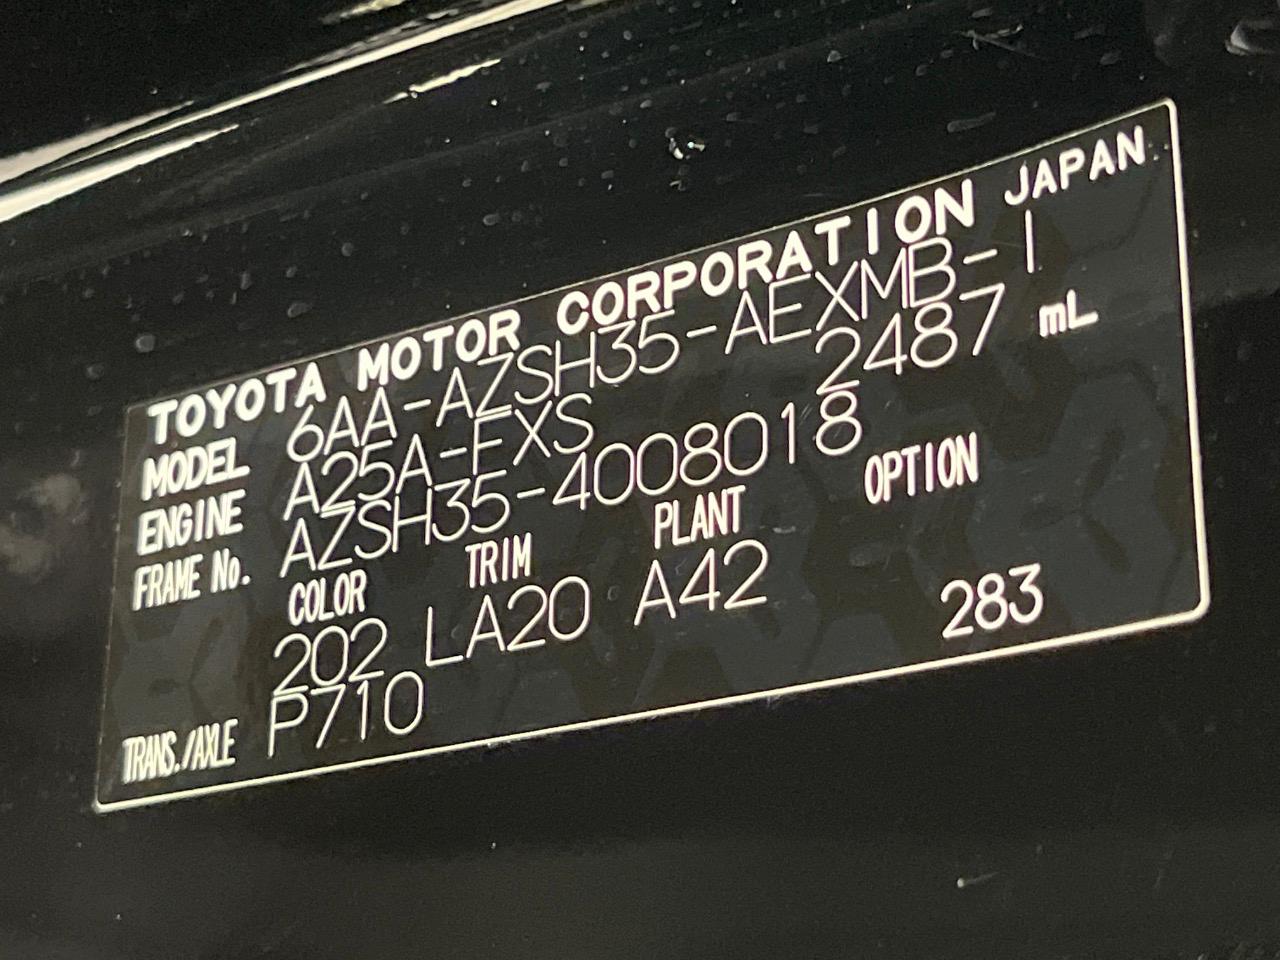 TOYOTA MOTOR CORPORATION JAPAN
MODEL 6AA-AZSH35-AEXMB-I
ENGINE A25A-FXS 2487 mL
FRAME No. AZSH35-4008018
COLOR TRIM PLANT OPTION
202 LA20 A42
TRANS./AXLE P710 283